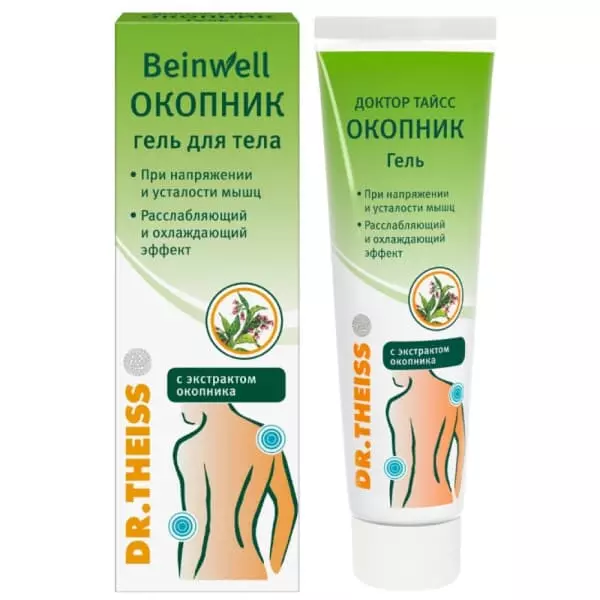 Beinwell
ОКОПНИК
гель для тела
• При напряжении
и усталости мышц
• Расслабляющий
и охлаждающий
эффект
с экстрактом
окопника
DR.THEISS
ДОКТОР ТАЙСС
ОКОПНИК
Гель
• При напряжении
и усталости мышц
• Расслабляющий
и охлаждающий
эффект
с экстрактом
окопника
DR.THEISS